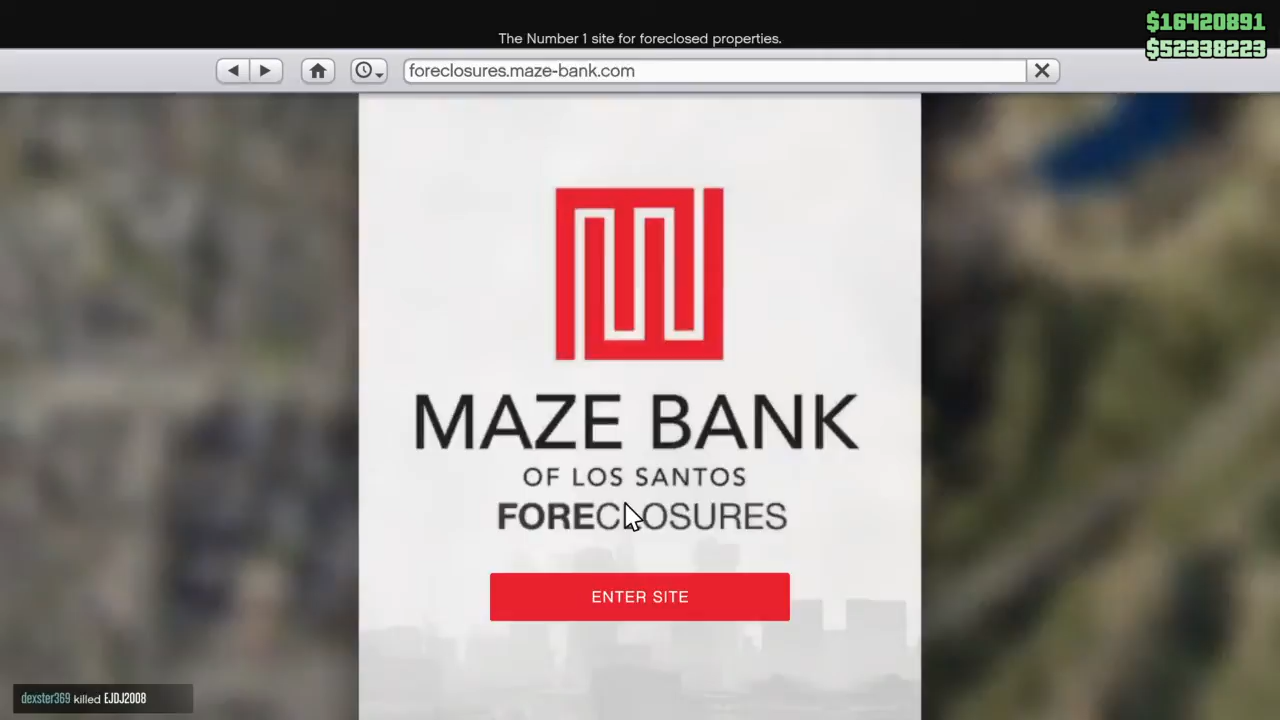 The Number 1 site for foreclosed properties.
$16420891
$52338223
foreclosures.maze-bank.com
MAZE BANK
OF LOS SANTOS
FORECLOSURES
ENTER SITE
dexster369 killed EJDJ2008